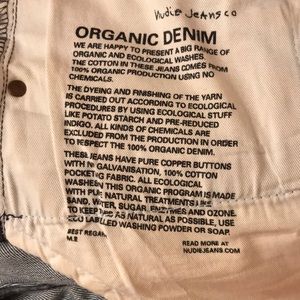 nudie Jeans co
ORGANIC DENIM
WE ARE HAPPY TO PRESENT A BIG RANGE OF
ORGANIC AND ECOLOGICAL WASHES.
THE COTTON IN THESE JEANS COMES FROM
100% ORGANIC PRODUCTION USING NO
CHEMICALS.
THE DYEING AND FINISHING OF THE YARN
IS CARRIED OUT ACCORDING TO ECOLOGICAL
PROCEDURES BY USING ECOLOGICAL STUFF
LIKE POTATO STARCH AND PRE-REDUCED
INDIGO. ALL KINDS OF CHEMICALS ARE
EXCLUDED FROM THE PRODUCTION IN ORDER
TO RESPECT THE 100% ORGANIC DENIM.
THESE JEANS HAVE PURE COPPER BUTTONS
WITH NO GALVANISATION. 100% COTTON
POCKETING FABRIC. ALL ECOLOGICAL
WASHES IN THIS ORGANIC PROGRAM IS MADE
WITH PURE NATURAL TREATMENTS LIKE
SAND, WATER, SUGAR, ENZYMES AND OZONE.
TO KEEP THIS AS NATURAL AS POSSIBLE, USE
ECO LABELLED WASHING POWDER OR SOAP.
BEST REGAR
M.E
READ MORE AT
NUDIEJEANS.COM